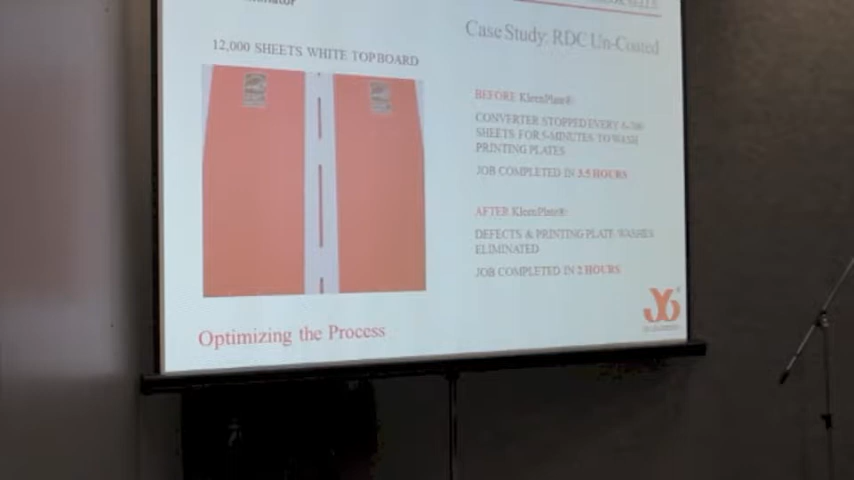 Case Study: RDC Un-Coated
12,000 SHEETS WHITE TOPBOARD
BEFORE KleenPlate®
CONVERTER STOPPED EVERY
SHEETS FOR 5-MINUTES TO WASH
PRINTING PLATES
JOB COMPLETED IN 3.5 HOURS
AFTER KleenPlate®
DEFECTS & PRINTING PLATE WASHES
ELIMINATED
JOB COMPLETED IN 2 HOURS
Optimizing the Process